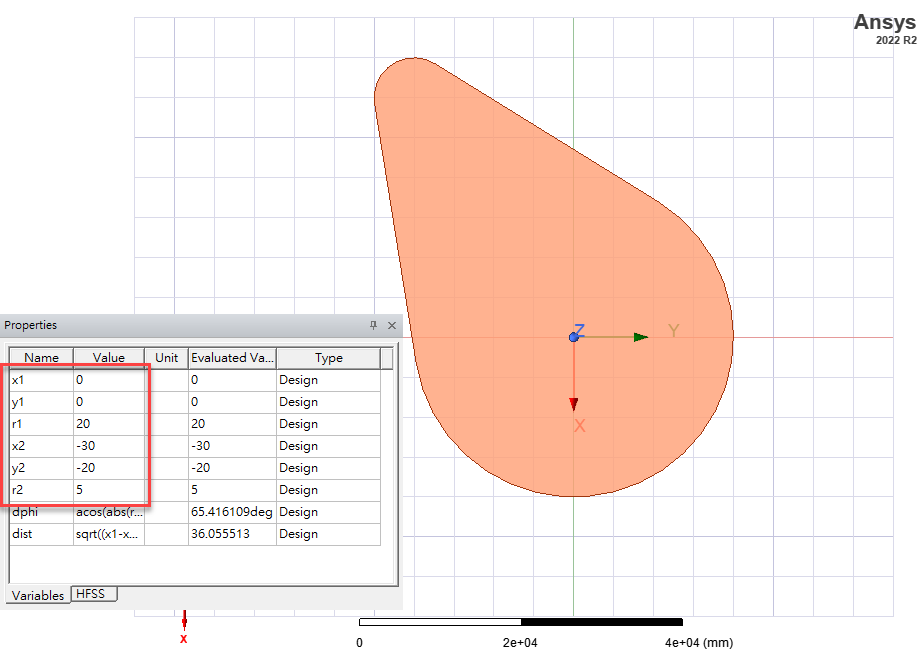 Ansys
2022 R2
Z
Y
X
Properties
Name Value Unit Evaluated Va... Type
x1 0 0 Design
y1 0 0 Design
r1 20 20 Design
x2 -30 -30 Design
y2 -20 -20 Design
r2 5 5 Design
dphi acos(abs(r... 65.416109deg Design
dist sqrt((x1-x... 36.055513 Design
Variables HFSS
x
0 2e+04 4e+04 (mm)